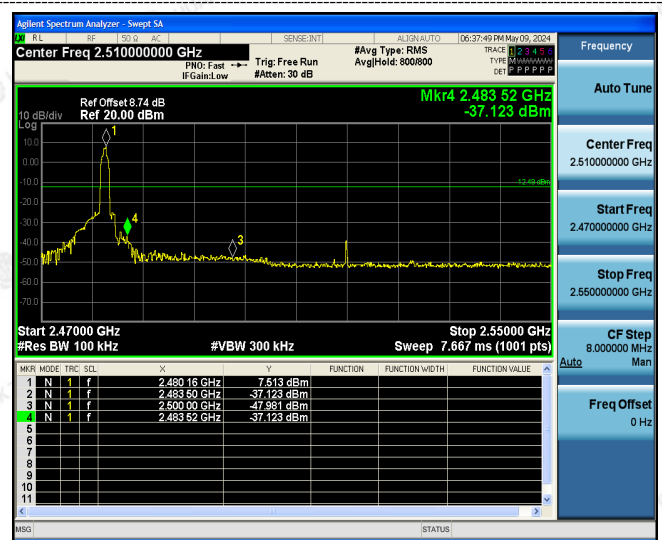 Agilent Spectrum Analyzer - Swept SA
LXI RL RF 50 Ω AC SENSE:INT ALIGN AUTO 06:37:49 PM May 09, 2024
Center Freq 2.510000000 GHz
#Avg Type: RMS
TRACE 1 2 3 4 5 6
PNO: Fast Trig: Free Run Avg|Hold: 800/800 TYPE M WWWWW
IFGain:Low #Atten: 30 dB DET P P P P P P
Mkr4 2.483 52 GHz
-37.123 dBm
Ref Offset 8.74 dB
10 dB/div Ref 20.00 dBm
Log
1
10.0
0.00
-10.0
-12.49 dBm
-20.0
4
-30.0
3
-40.0
-50.0
-60.0
-70.0
Start 2.47000 GHz Stop 2.55000 GHz
#Res BW 100 kHz #VBW 300 kHz Sweep 7.667 ms (1001 pts)
MKR MODE TRC SCL X Y FUNCTION FUNCTION WIDTH FUNCTION VALUE
1 N 1 f 2.480 16 GHz 7.513 dBm
2 N 1 f 2.483 50 GHz -37.123 dBm
3 N 1 f 2.500 00 GHz -47.981 dBm
4 N 1 f 2.483 52 GHz -37.123 dBm
5
6
7
8
9
10
11
MSG STATUS
Frequency
Auto Tune
Center Freq
2.510000000 GHz
Start Freq
2.470000000 GHz
Stop Freq
2.550000000 GHz
CF Step
8.000000 MHz
Auto Man
Freq Offset
0 Hz